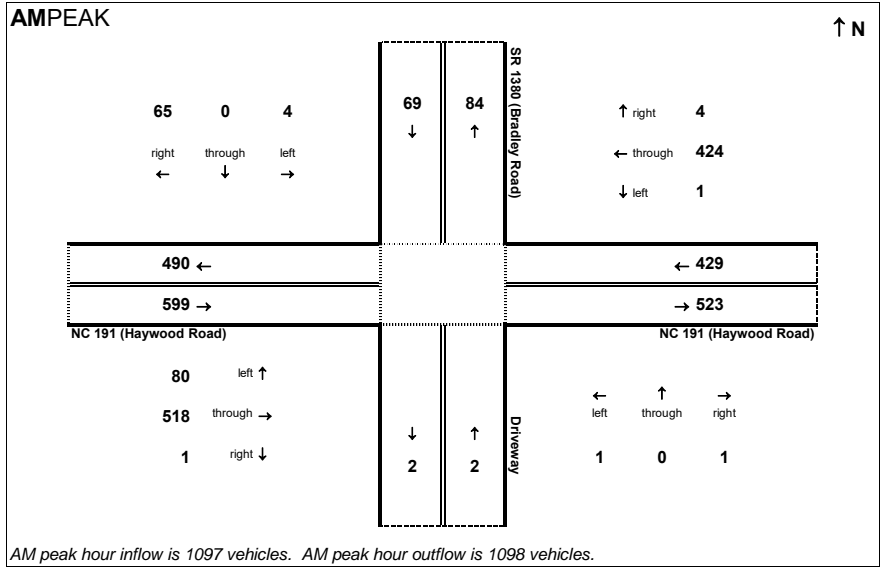 AMPEAK
↑ N
SR 1380 (Bradley Road)
69 84
↓ ↑
65 0 4
right through left
← ↓ →
↑ right 4
← through 424
↓ left 1
490 ←
← 429
599 →
→ 523
NC 191 (Haywood Road)
NC 191 (Haywood Road)
80 left ↑
518 through →
1 right ↓
↓ ↑
2 2
Driveway
← ↑ →
left through right
1 0 1
AM peak hour inflow is 1097 vehicles. AM peak hour outflow is 1098 vehicles.